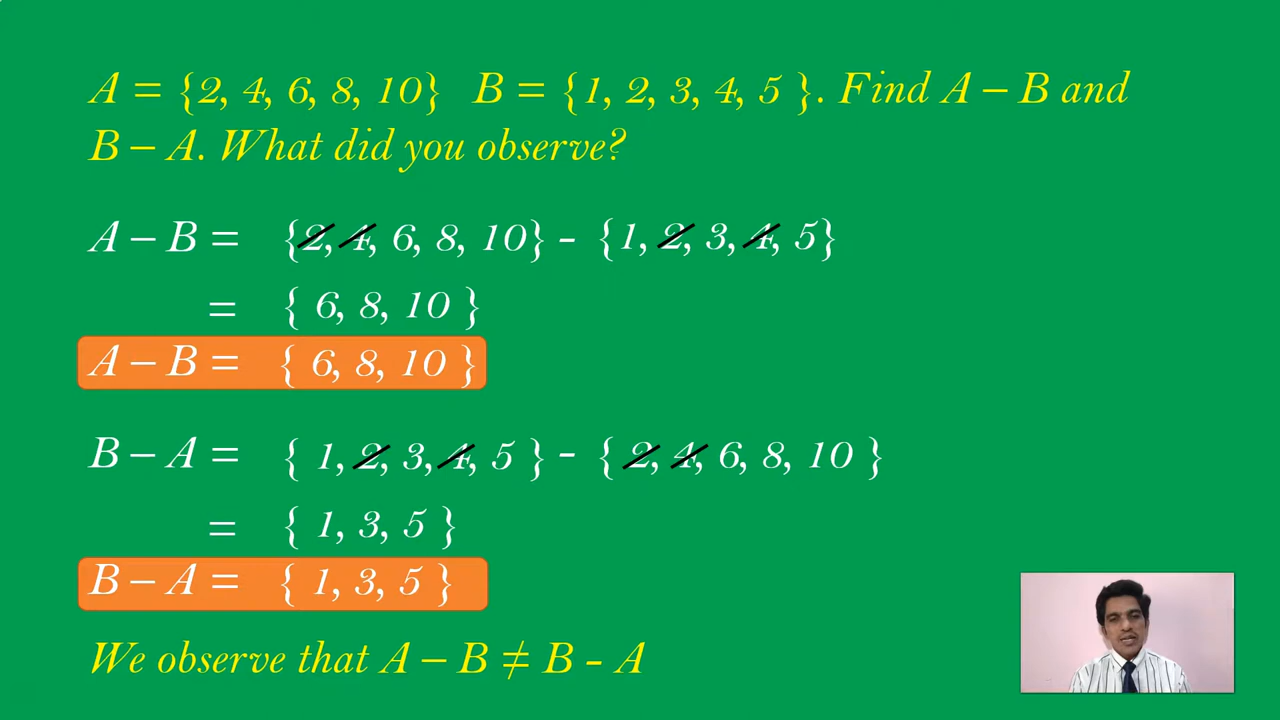 A = {2, 4, 6, 8, 10} B = {1, 2, 3, 4, 5 }. Find A – B and
B – A. What did you observe?
A – B = {2, 4, 6, 8, 10} - {1, 2, 3, 4, 5}
= { 6, 8, 10 }
A – B = { 6, 8, 10 }
B – A = { 1, 2, 3, 4, 5 } - { 2, 4, 6, 8, 10 }
= { 1, 3, 5 }
B – A = { 1, 3, 5 }
We observe that A – B ≠ B - A